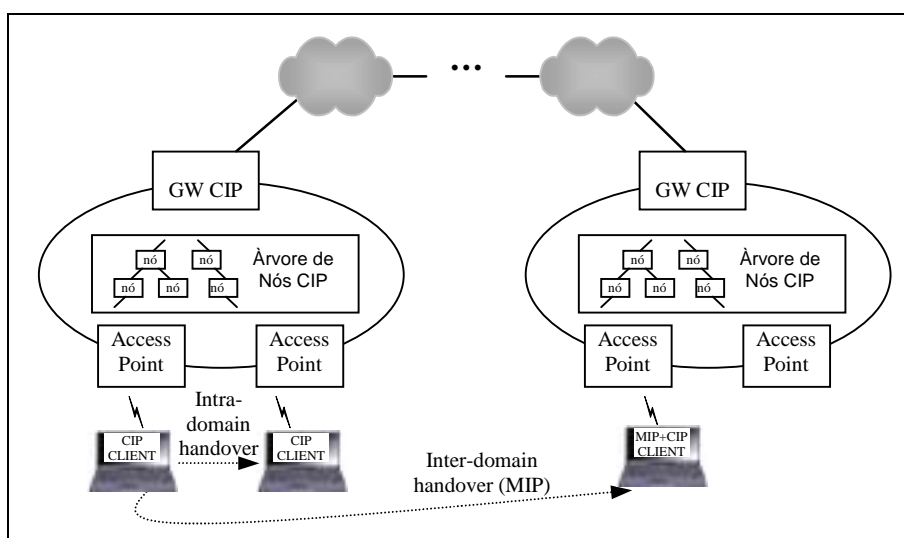 ...
GW CIP
GW CIP
nó
nó
nó
nó
nó
Àrvore de
Nós CIP
nó
nó
nó
nó
nó
Àrvore de
Nós CIP
Access
Point
Access
Point
Access
Point
Access
Point
Intra-
domain
handover
CIP
CLIENT
CIP
CLIENT
MIP+CIP
CLIENT
Inter-domain
handover (MIP)